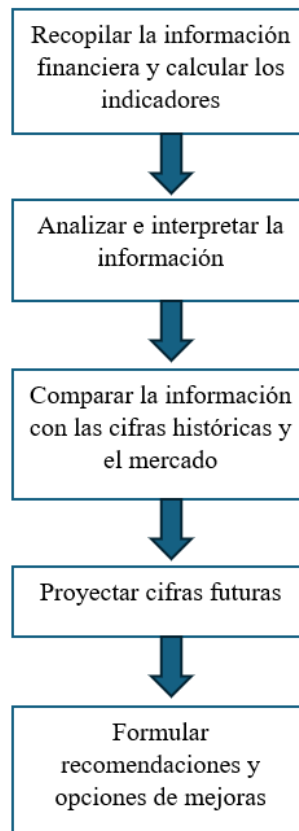 Recopilar la información
financiera y calcular los
indicadores
Analizar e interpretar la
información
Comparar la información
con las cifras históricas y
el mercado
Proyectar cifras futuras
Formular
recomendaciones y
opciones de mejoras